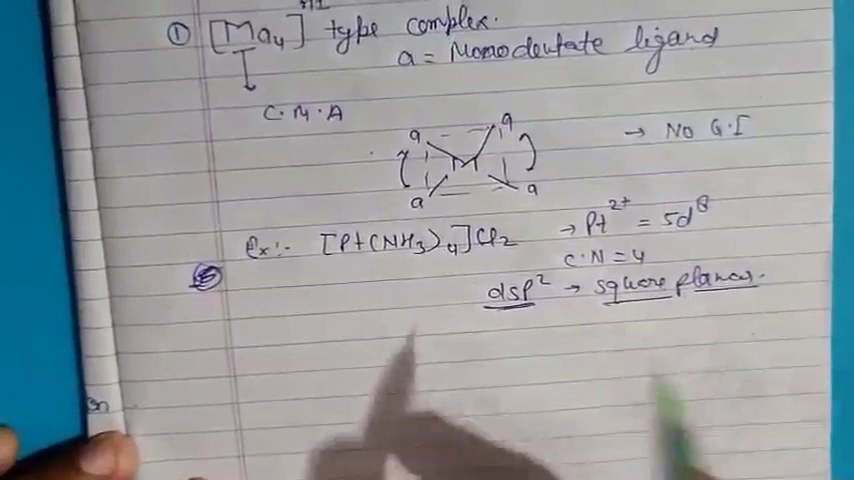 ① [Ma4] type complex.
a = Monodentate ligand
C.M.A
a a
M → No G.I
a a
Ex:- [Pt(NH3)4]Cl2 → Pt2+ = 5d8
C.N = 4
dsp2 → square planar.